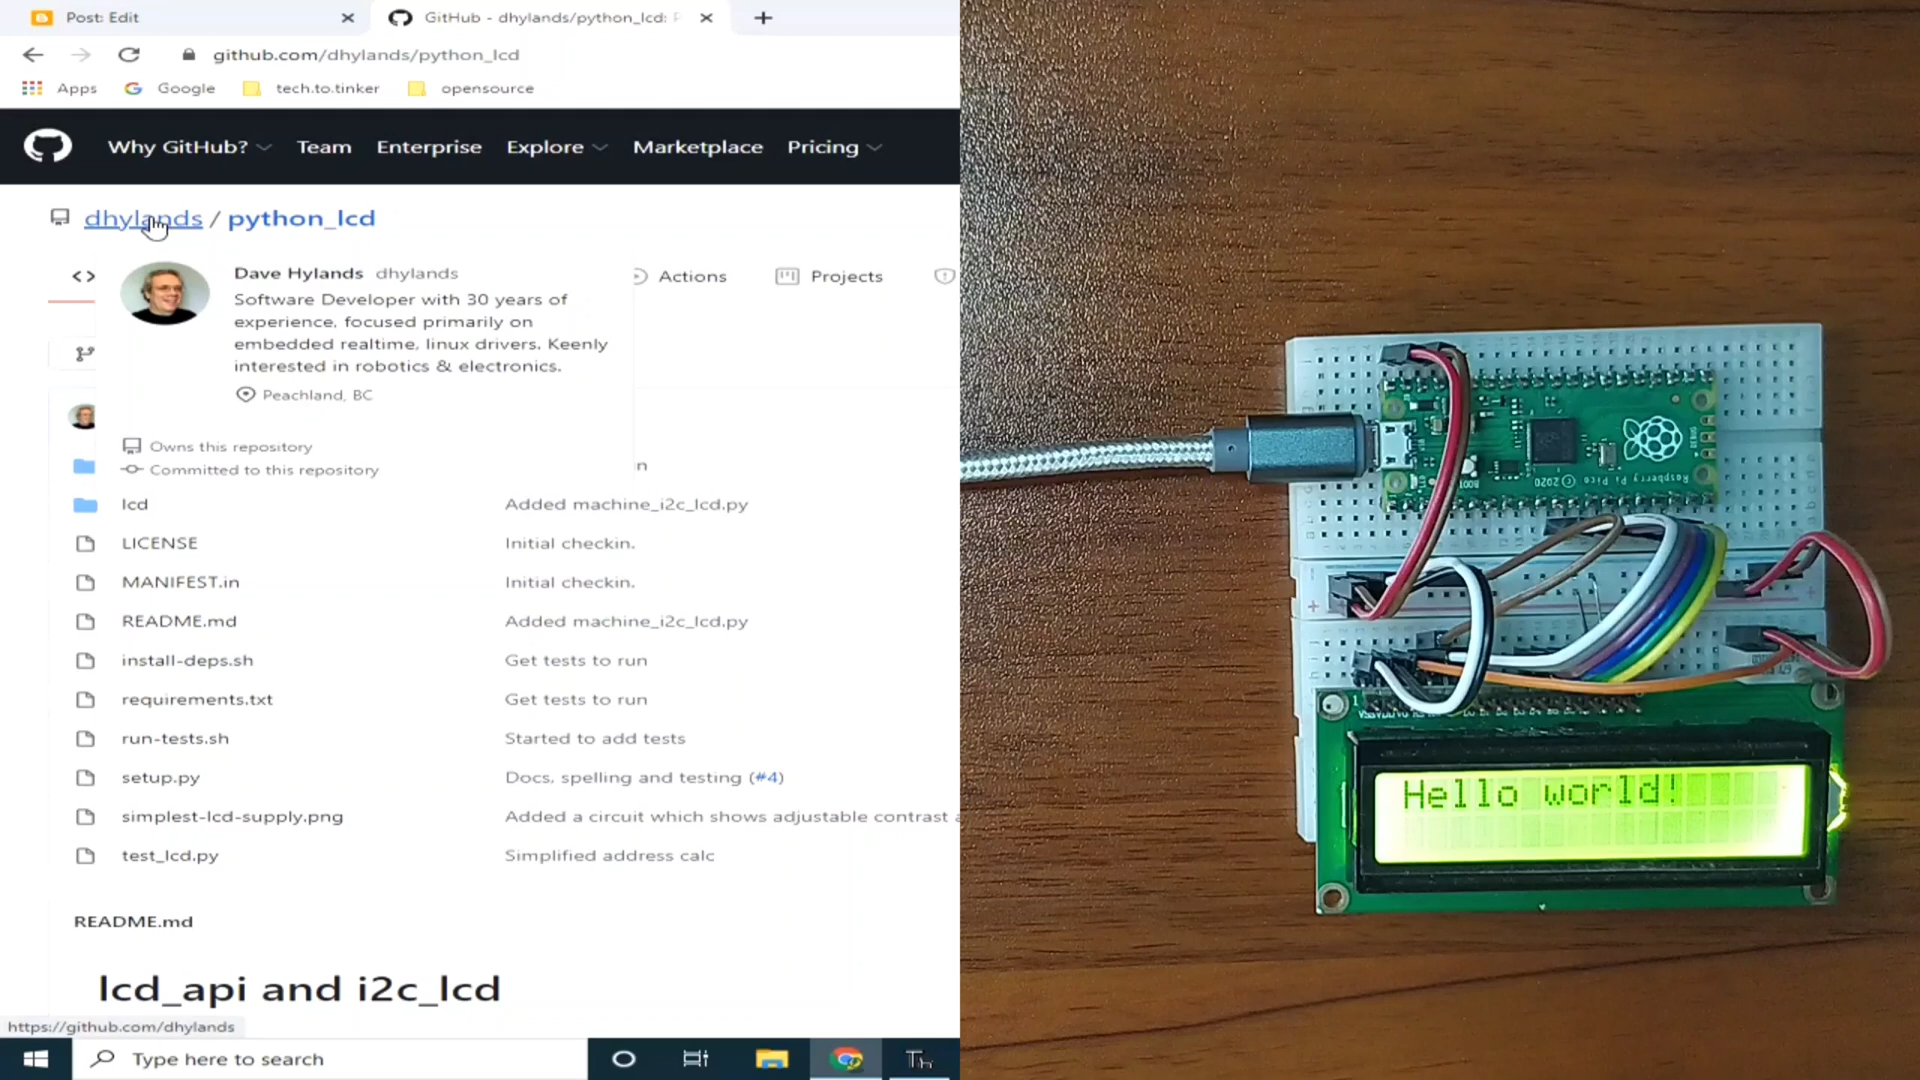 Post: Edit
GitHub - dhylands/python_lcd: P
github.com/dhylands/python_lcd
Apps
Google
tech.to.tinker
opensource
Why GitHub?
Team
Enterprise
Explore
Marketplace
Pricing
dhylands / python_lcd
<>
Dave Hylands dhylands
Software Developer with 30 years of
experience, focused primarily on
embedded realtime, linux drivers. Keenly
interested in robotics & electronics.
Peachland, BC
Owns this repository
Committed to this repository
Actions
Projects
n
lcd
Added machine_i2c_lcd.py
LICENSE
Initial checkin.
MANIFEST.in
Initial checkin.
README.md
Added machine_i2c_lcd.py
install-deps.sh
Get tests to run
requirements.txt
Get tests to run
run-tests.sh
Started to add tests
setup.py
Docs, spelling and testing (#4)
simplest-lcd-supply.png
Added a circuit which shows adjustable contrast a
test_lcd.py
Simplified address calc
README.md
lcd_api and i2c_lcd
https://github.com/dhylands
Type here to search
DEBUG
Raspberry Pi Pico © 2020
BOOT
Hello world!